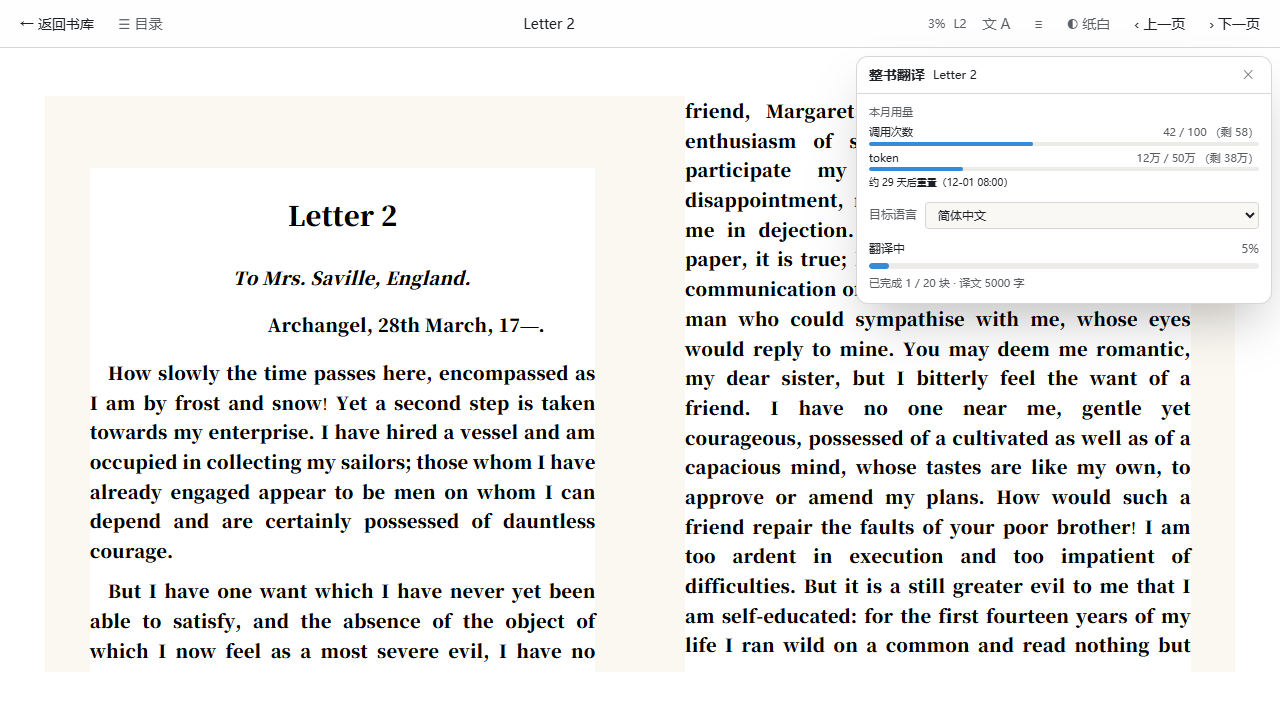 ← 返回书库
☰ 目录
Letter 2
3% L2 文 A ≡ ◐ 纸白 ‹ 上一页 › 下一页
Letter 2
To Mrs. Saville, England.
Archangel, 28th March, 17—.
How slowly the time passes here, encompassed as
I am by frost and snow! Yet a second step is taken
towards my enterprise. I have hired a vessel and am
occupied in collecting my sailors; those whom I have
already engaged appear to be men on whom I can
depend and are certainly possessed of dauntless
courage.
But I have one want which I have never yet been
able to satisfy, and the absence of the object of
which I now feel as a most severe evil, I have no
friend, Margaret
enthusiasm of
participate my
disappointment,
me in dejection.
paper, it is true;
communication
man who could sympathise with me, whose eyes
would reply to mine. You may deem me romantic,
my dear sister, but I bitterly feel the want of a
friend. I have no one near me, gentle yet
courageous, possessed of a cultivated as well as of a
capacious mind, whose tastes are like my own, to
approve or amend my plans. How would such a
friend repair the faults of your poor brother! I am
too ardent in execution and too impatient of
difficulties. But it is a still greater evil to me that I
am self-educated: for the first fourteen years of my
life I ran wild on a common and read nothing but
整书翻译 Letter 2 ×
本月用量
调用次数 42 / 100 (剩 58)
token 12万 / 50万 (剩 38万)
约 29 天后重置 (12-01 08:00)
目标语言 简体中文
翻译中 5%
已完成 1 / 20 块 · 译文 5000 字